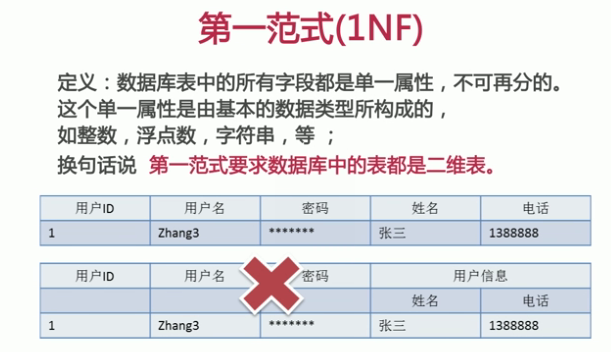 第一范式(1NF)
定义：数据库表中的所有字段都是单一属性，不可再分的。
这个单一属性是由基本的数据类型所构成的，
如整数，浮点数，字符串，等 ；
换句话说 第一范式要求数据库中的表都是二维表。
用户ID 用户名 密码 姓名 电话
1 Zhang3 ******* 张三 1388888
用户ID 用户名 密码 用户信息
姓名 电话
1 Zhang3 ******* 张三 1388888